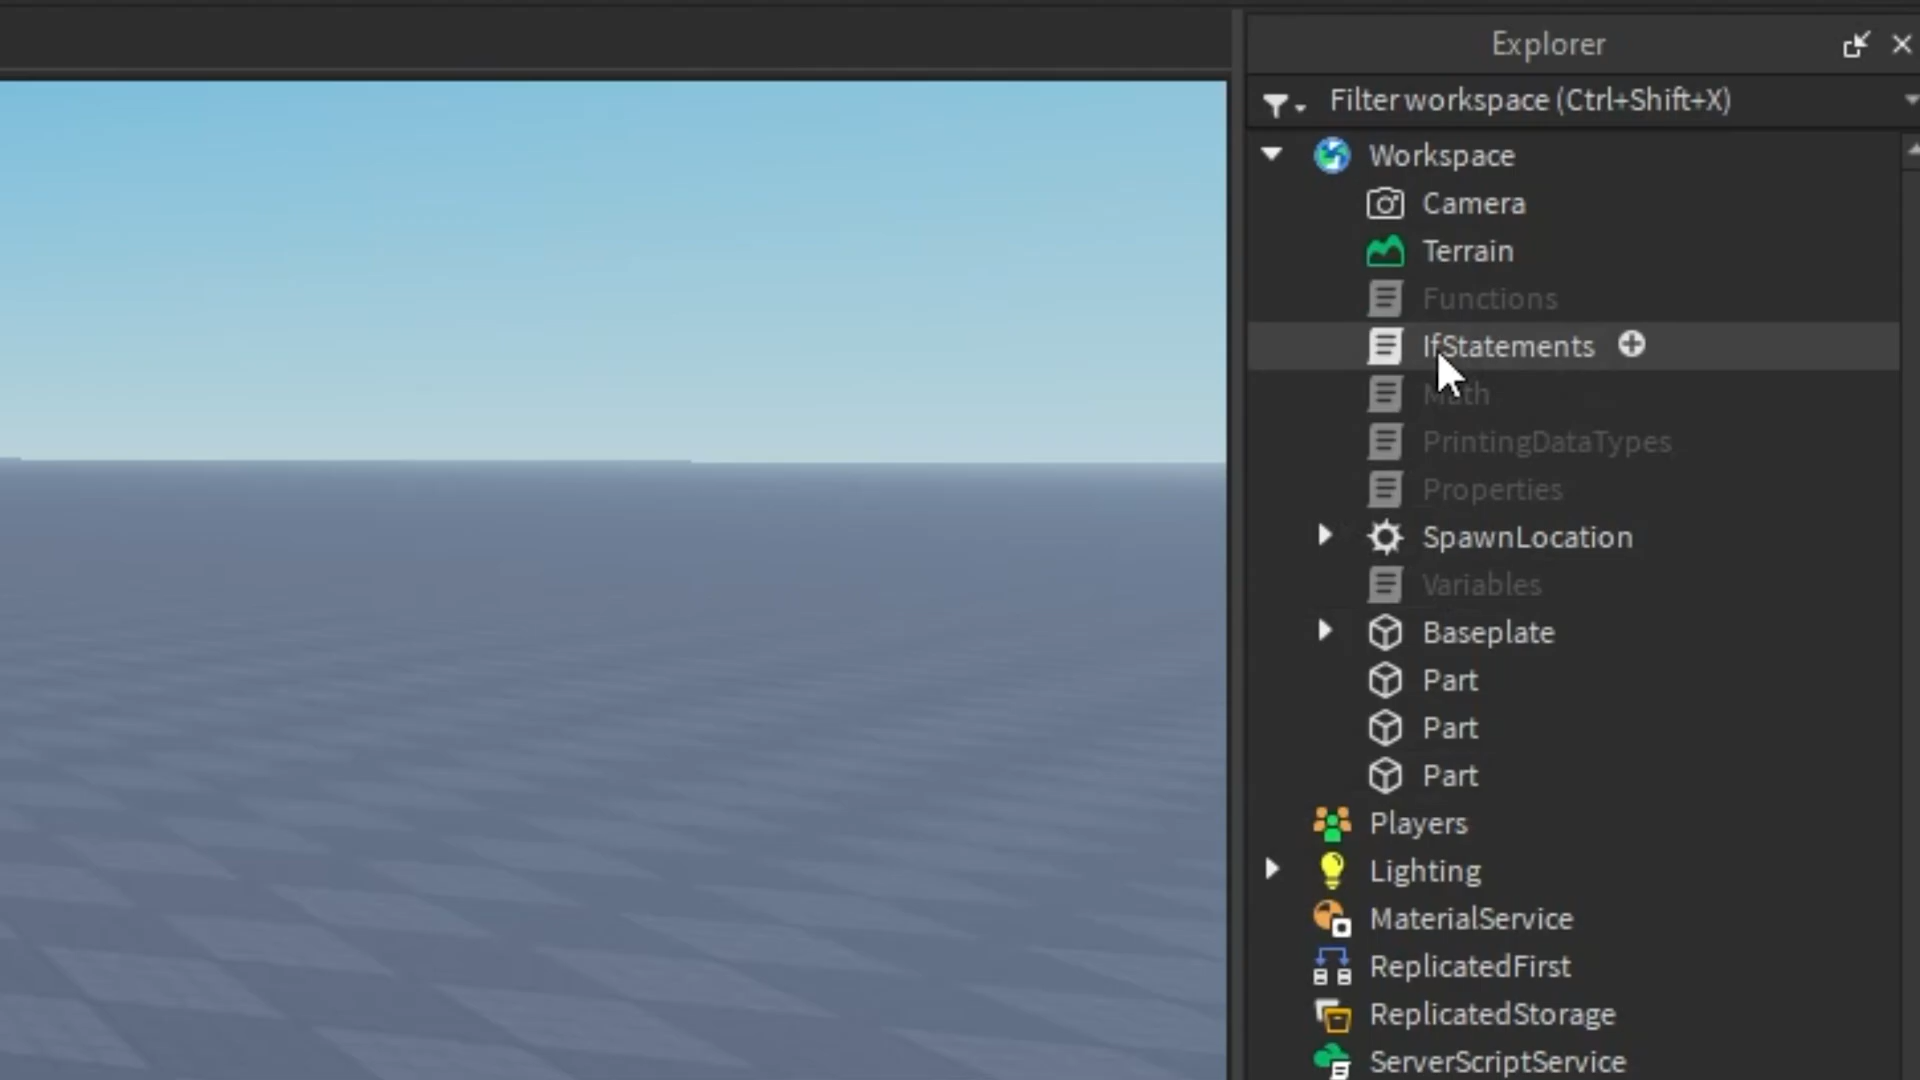 Explorer
Filter workspace (Ctrl+Shift+X)
Workspace
Camera
Terrain
Functions
IfStatements
Math
PrintingDataTypes
Properties
SpawnLocation
Variables
Baseplate
Part
Part
Part
Players
Lighting
MaterialService
ReplicatedFirst
ReplicatedStorage
ServerScriptService